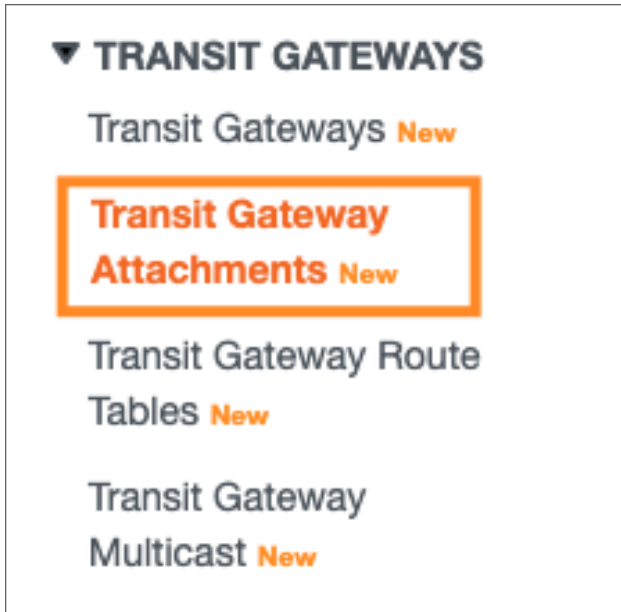 TRANSIT GATEWAYS
Transit Gateways New
Transit Gateway
Attachments New
Transit Gateway Route
Tables New
Transit Gateway
Multicast New